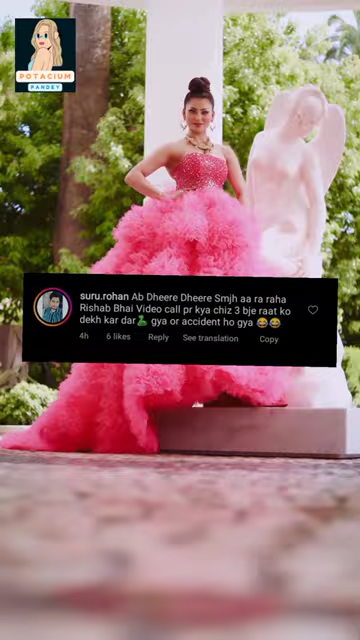 POTACIUM
PANDEY
suru.rohan Ab Dheere Dheere Smjh aa ra raha
Rishab Bhai Video call pr kya chiz 3 bje raat ko
dekh kar dar🐍 gya or accident ho gya 😂😂
4h 6 likes Reply See translation Copy